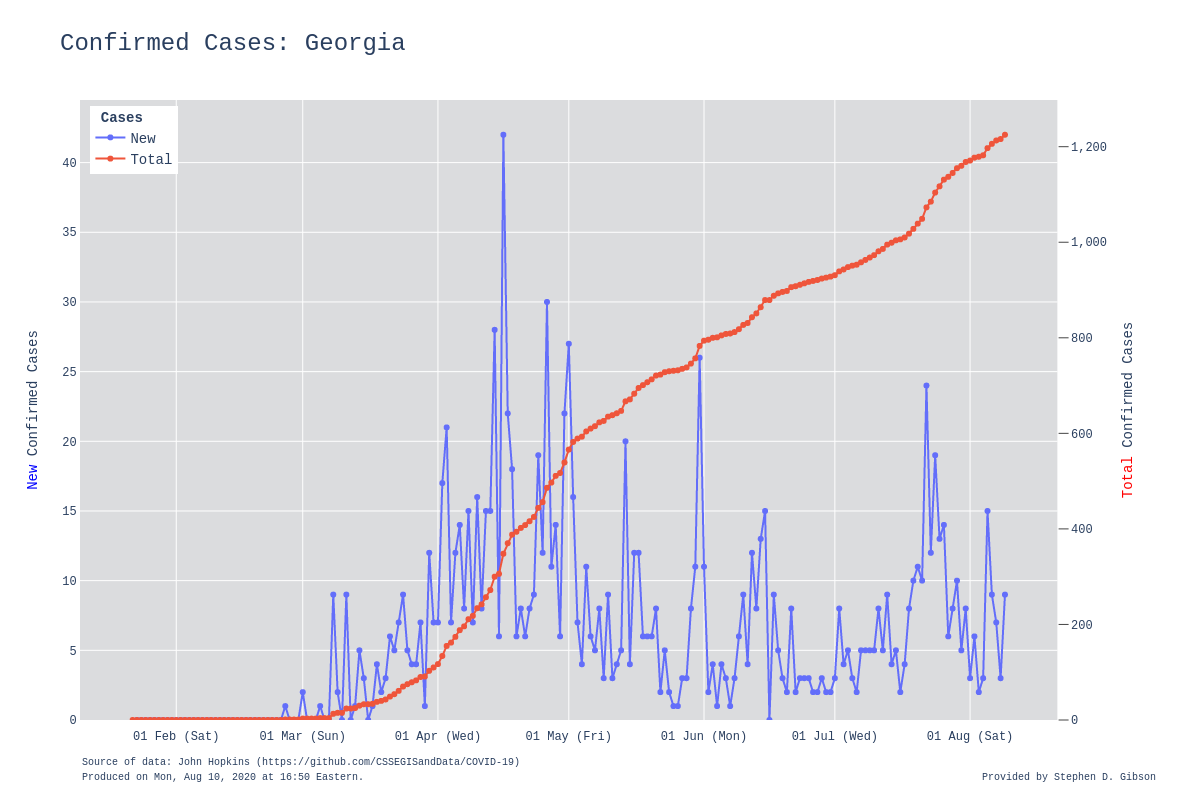 Confirmed Cases: Georgia
Cases
New
Total
40
35
30
25
20
15
10
5
0
1,200
1,000
800
600
400
200
0
New Confirmed Cases
Total Confirmed Cases
01 Feb (Sat)
01 Mar (Sun)
01 Apr (Wed)
01 May (Fri)
01 Jun (Mon)
01 Jul (Wed)
01 Aug (Sat)
Source of data: John Hopkins (https://github.com/CSSEGISandData/COVID-19)
Produced on Mon, Aug 10, 2020 at 16:50 Eastern.
Provided by Stephen D. Gibson